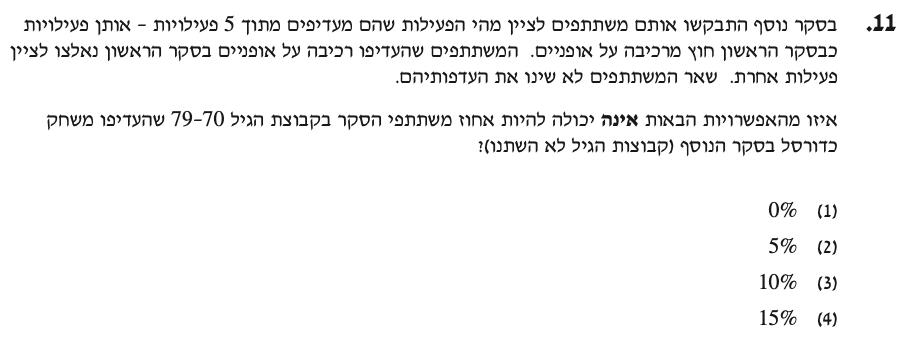 11. בסקר נוסף התבקשו אותם משתתפים לציין מהי הפעילות שהם מעדיפים מתוך 5 פעילויות – אותן פעילויות
כבסקר הראשון חוץ מרכיבה על אופניים. המשתתפים שהעדיפו רכיבה על אופניים בסקר הראשון נאלצו לציין
פעילות אחרת. שאר המשתתפים לא שינו את העדפותיהם.
איזו מהאפשרויות הבאות אינה יכולה להיות אחוז משתתפי הסקר בקבוצת הגיל 79-70 שהעדיפו משחק
כדורסל בסקר הנוסף (קבוצות הגיל לא השתנו)?
(1) 0%
(2) 5%
(3) 10%
(4) 15%